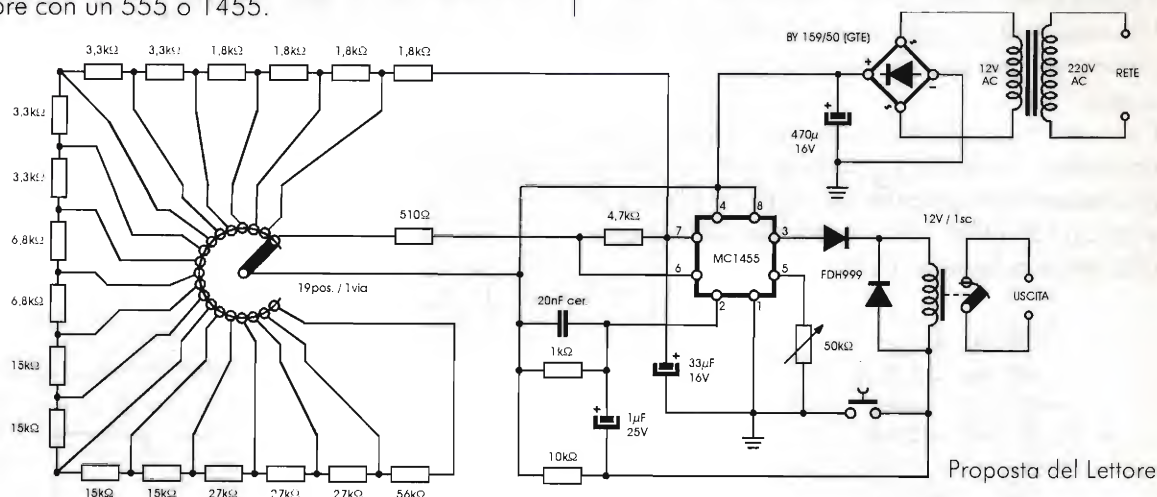 ore con un 555 o 1455.
3,3kΩ
3,3kΩ
1,8kΩ
1,8kΩ
1,8kΩ
1,8kΩ
BY 159/50 (GTE)
+
-
12V
AC
220V
AC
RETE
3,3kΩ
3,3kΩ
6,8kΩ
6,8kΩ
15kΩ
15kΩ
+
470µ
16V
510Ω
4,7kΩ
4
8
7
6
3
5
2
1
MC1455
12V / 1sc.
FDH999
USCITA
19pos. / 1via
20nF cer.
1kΩ
+
33µF
16V
50kΩ
+
1µF
25V
10kΩ
15kΩ
15kΩ
27kΩ
27kΩ
27kΩ
56kΩ
Proposta del Lettore